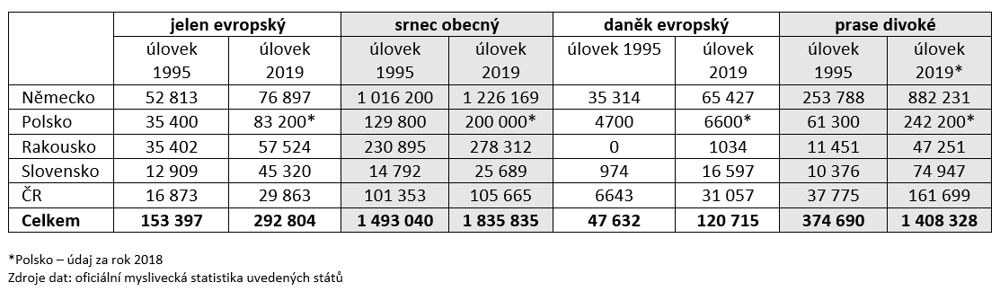 jelen evropský srnec obecný daněk evropský prase divoké
úlovek 1995 úlovek 2019 úlovek 1995 úlovek 2019 úlovek 1995 úlovek 2019 úlovek 1995 úlovek 2019*
Německo 52 813 76 897 1 016 200 1 226 169 35 314 65 427 253 788 882 231
Polsko 35 400 83 200* 129 800 200 000* 4700 6600* 61 300 242 200*
Rakousko 35 402 57 524 230 895 278 312 0 1034 11 451 47 251
Slovensko 12 909 45 320 14 792 25 689 974 16 597 10 376 74 947
ČR 16 873 29 863 101 353 105 665 6643 31 057 37 775 161 699
Celkem 153 397 292 804 1 493 040 1 835 835 47 632 120 715 374 690 1 408 328
*Polsko – údaj za rok 2018
Zdroje dat: oficiální myslivecká statistika uvedených států